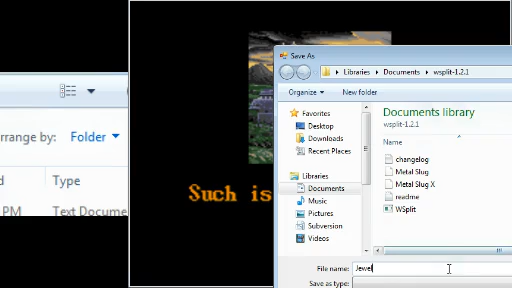 Save As
Libraries
Documents
wsplit-1.2.1
Organize
New folder
Favorites
Desktop
Downloads
Recent Places
Libraries
Documents
Music
Pictures
Subversion
Videos
Documents library
wsplit-1.2.1
Name
changelog
Metal Slug
Metal Slug X
readme
WSplit
File name: Jewel
Save as type:
range by: Folder
Type
PM
Text Docume
Such is